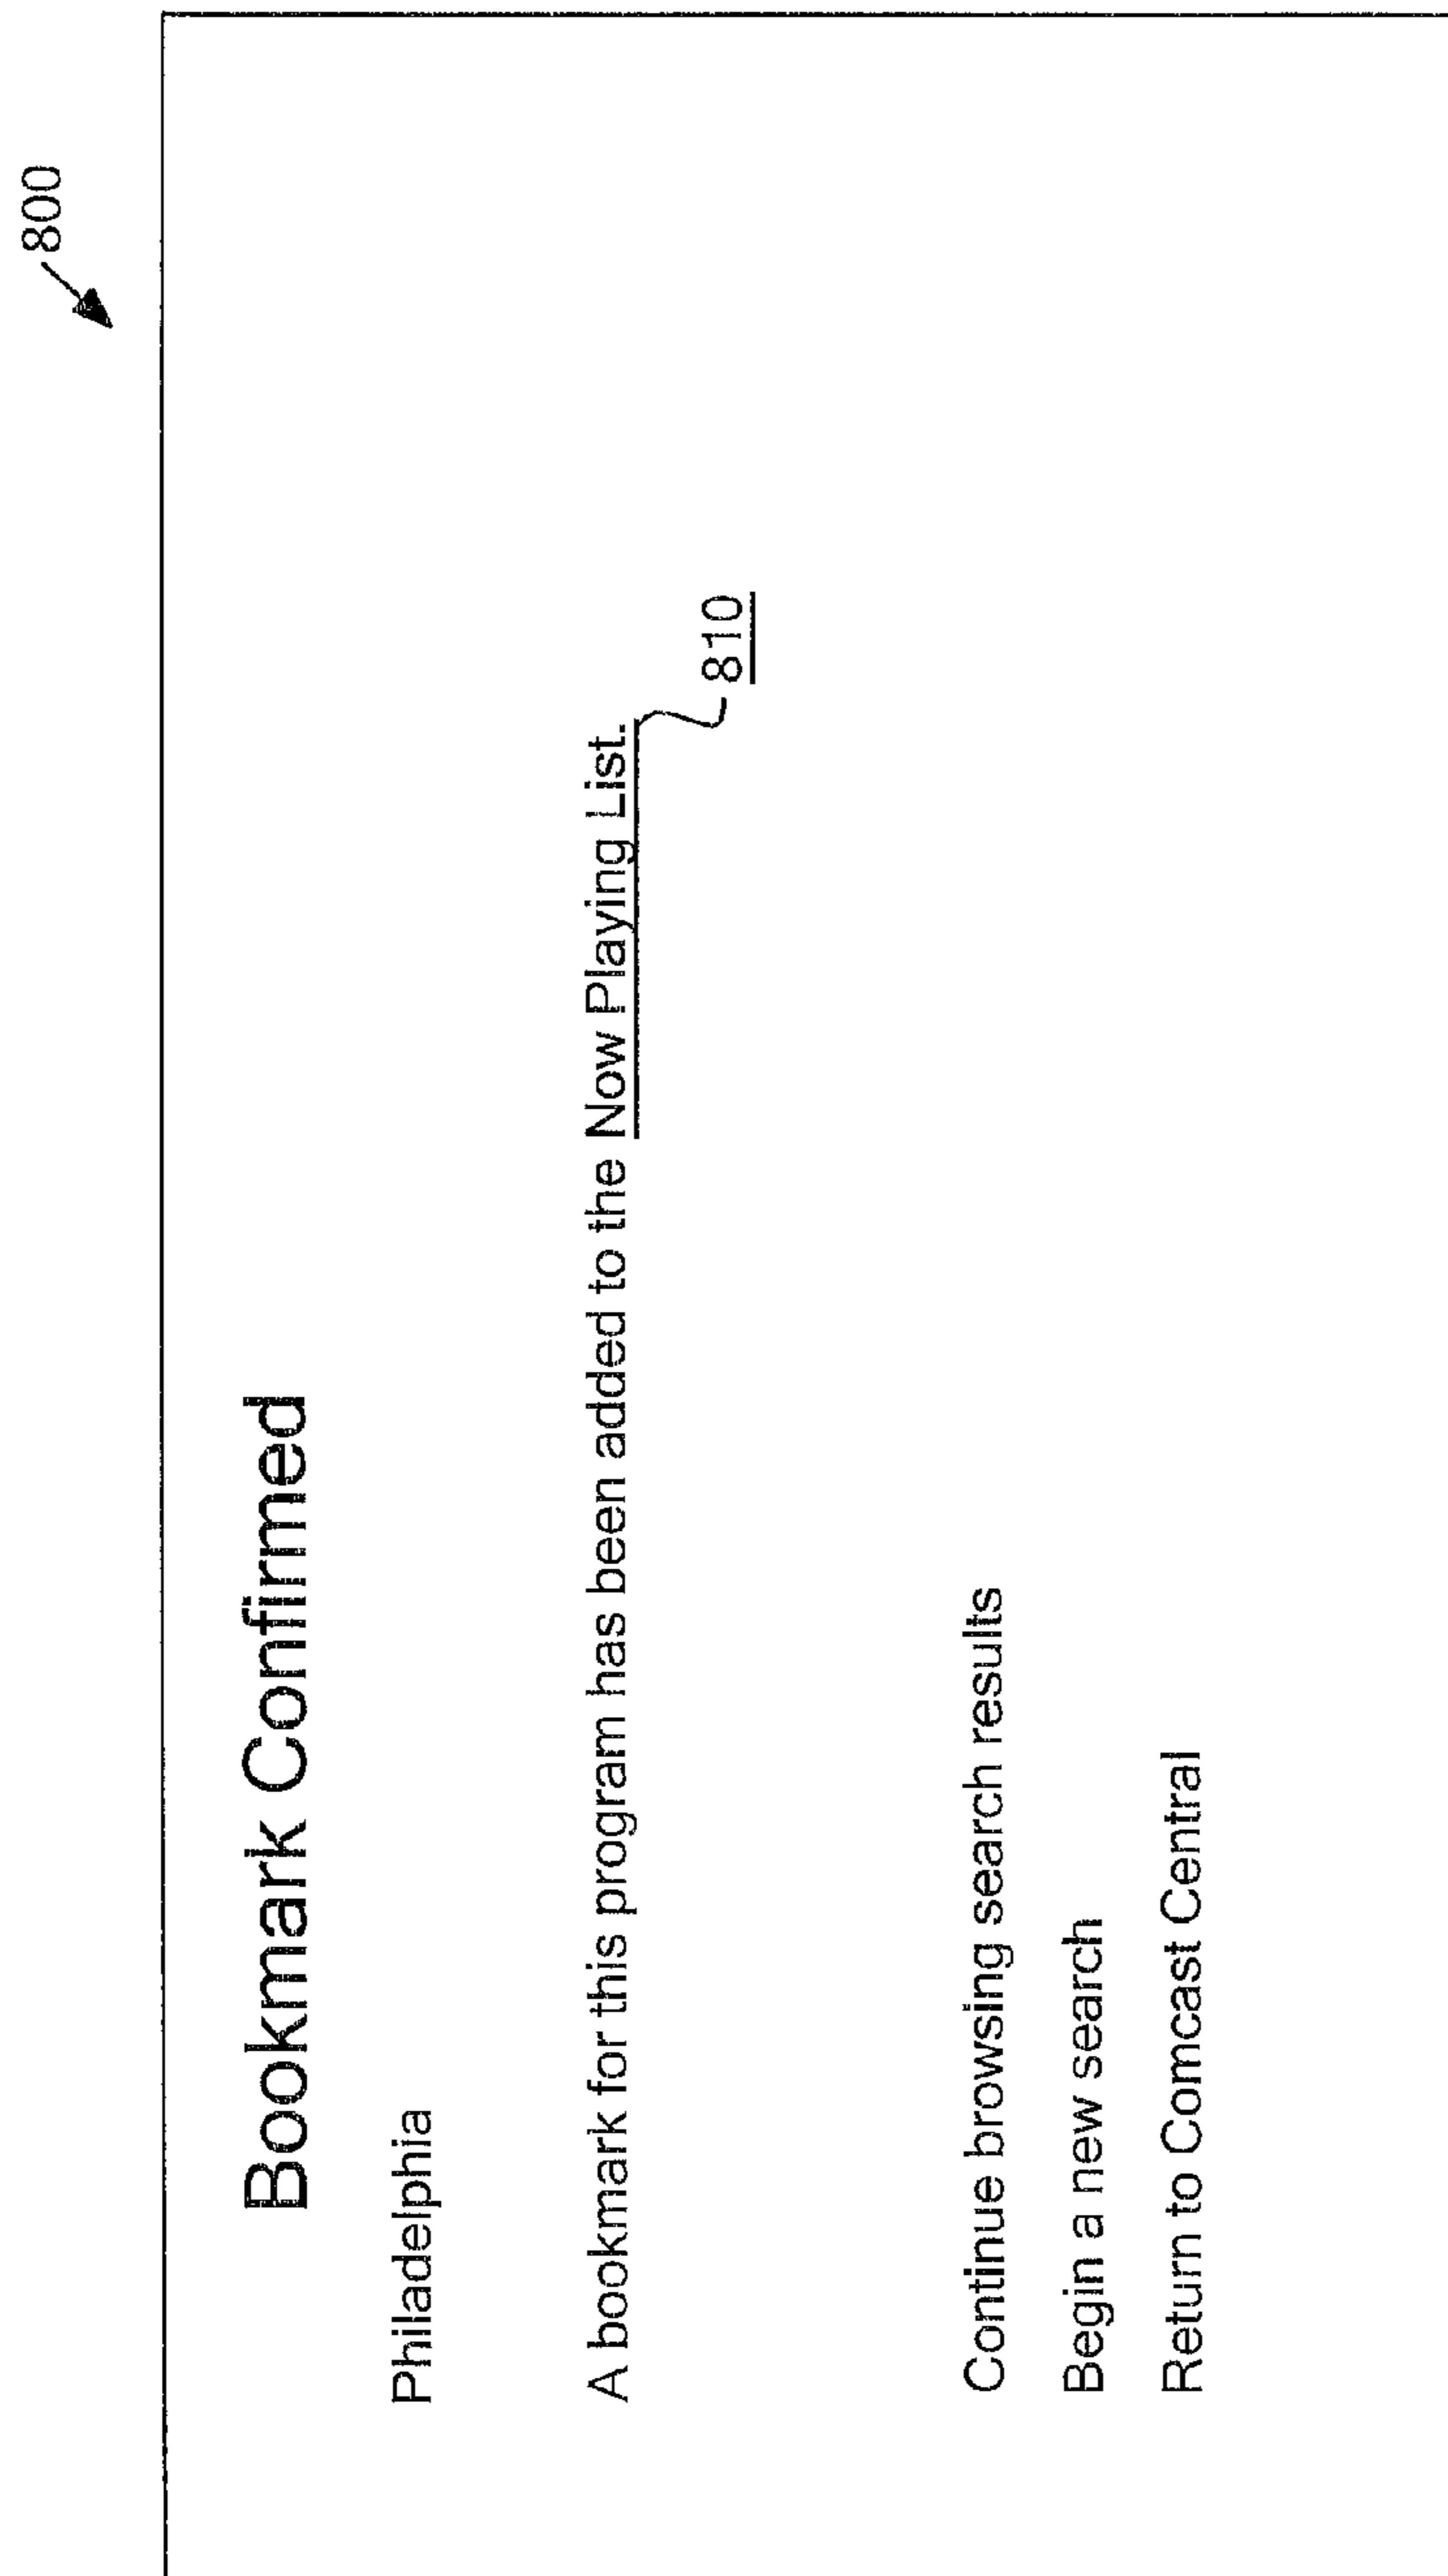 800
Bookmark Confirmed
Philadelphia
A bookmark for this program has been added to the Now Playing List.
810
Continue browsing search results
Begin a new search
Return to Comcast Central